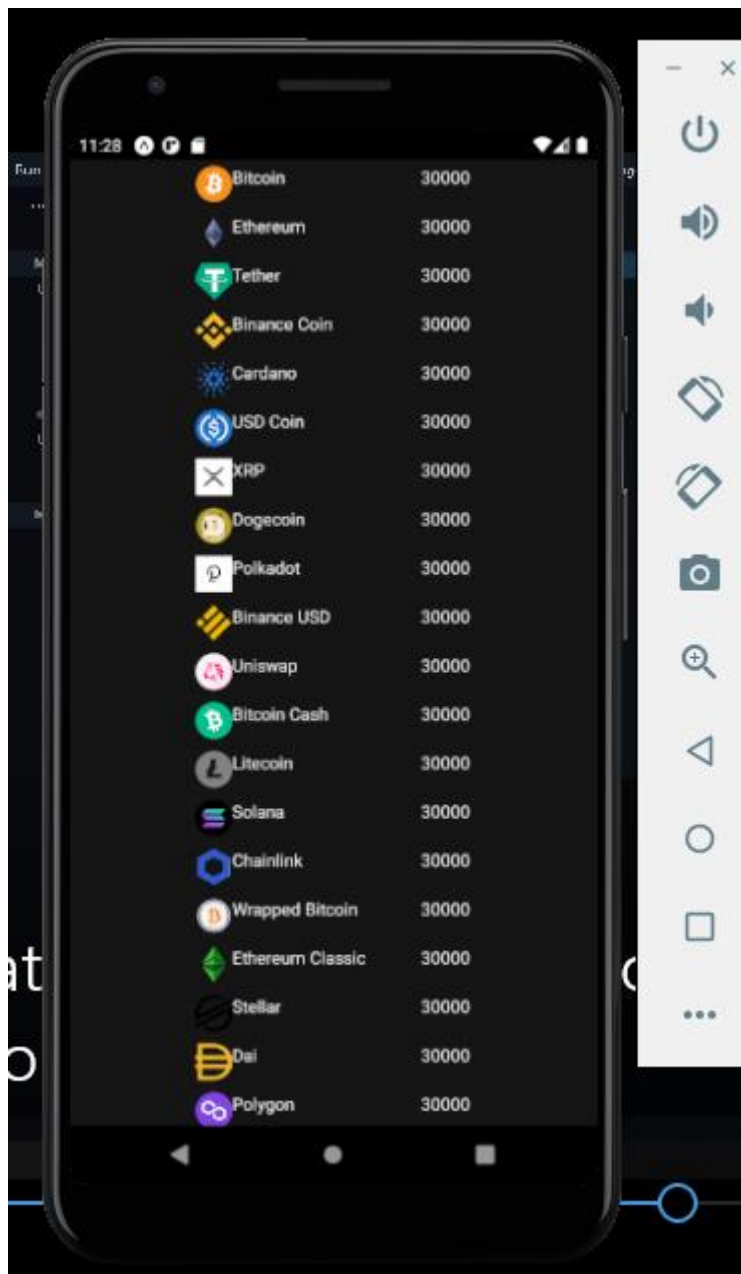 11:28
Run
Bitcoin 30000
Ethereum 30000
Tether 30000
Binance Coin 30000
Cardano 30000
USD Coin 30000
XRP 30000
Dogecoin 30000
Polkadot 30000
Binance USD 30000
Uniswap 30000
Bitcoin Cash 30000
Litecoin 30000
Solana 30000
Chainlink 30000
Wrapped Bitcoin 30000
Ethereum Classic 30000
at
Stellar 30000
o
Dai 30000
Polygon 30000